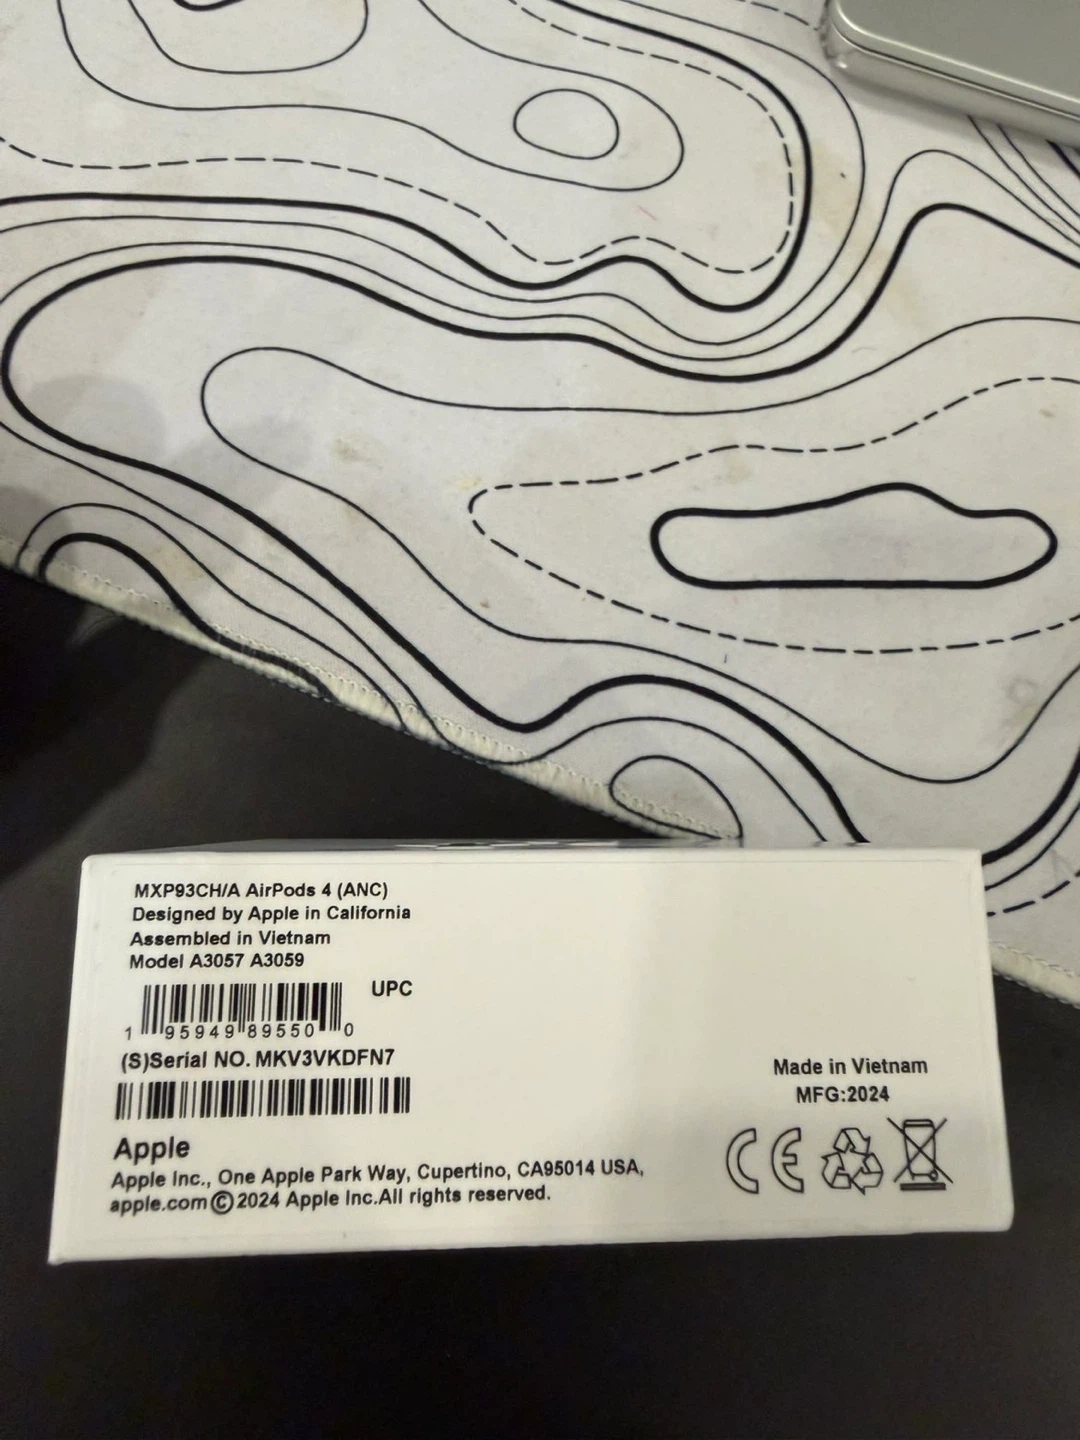 MXP93CH/A AirPods 4 (ANC)
Designed by Apple in California
Assembled in Vietnam
Model A3057 A3059
UPC
1 95949 89550 0
(S)Serial NO. MKV3VKDFN7
Apple
Apple Inc., One Apple Park Way, Cupertino, CA95014 USA,
apple.com©2024 Apple Inc.All rights reserved.
Made in Vietnam
MFG:2024
CE